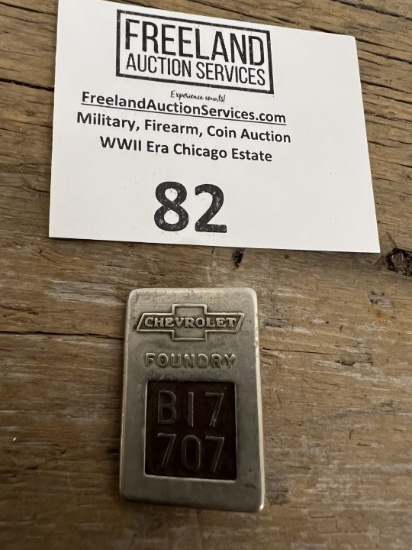 FREELAND
AUCTION SERVICES
Experience counts!
FreelandAuctionServices.com
Military, Firearm, Coin Auction
WWII Era Chicago Estate
82
CHEVROLET
FOUNDRY
B17
707